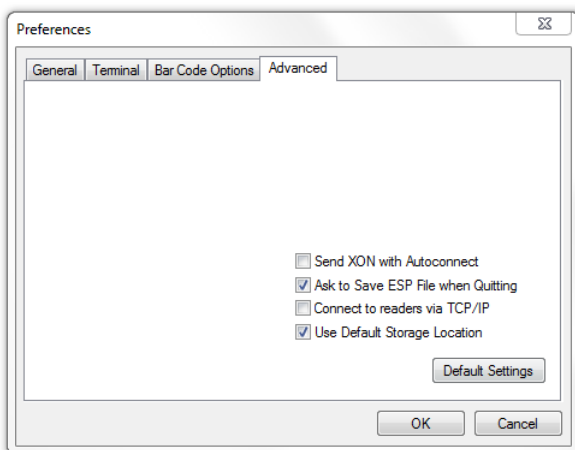 Preferences
General Terminal Bar Code Options Advanced
Send XON with Autoconnect
Ask to Save ESP File when Quitting
Connect to readers via TCP/IP
Use Default Storage Location
Default Settings
OK Cancel